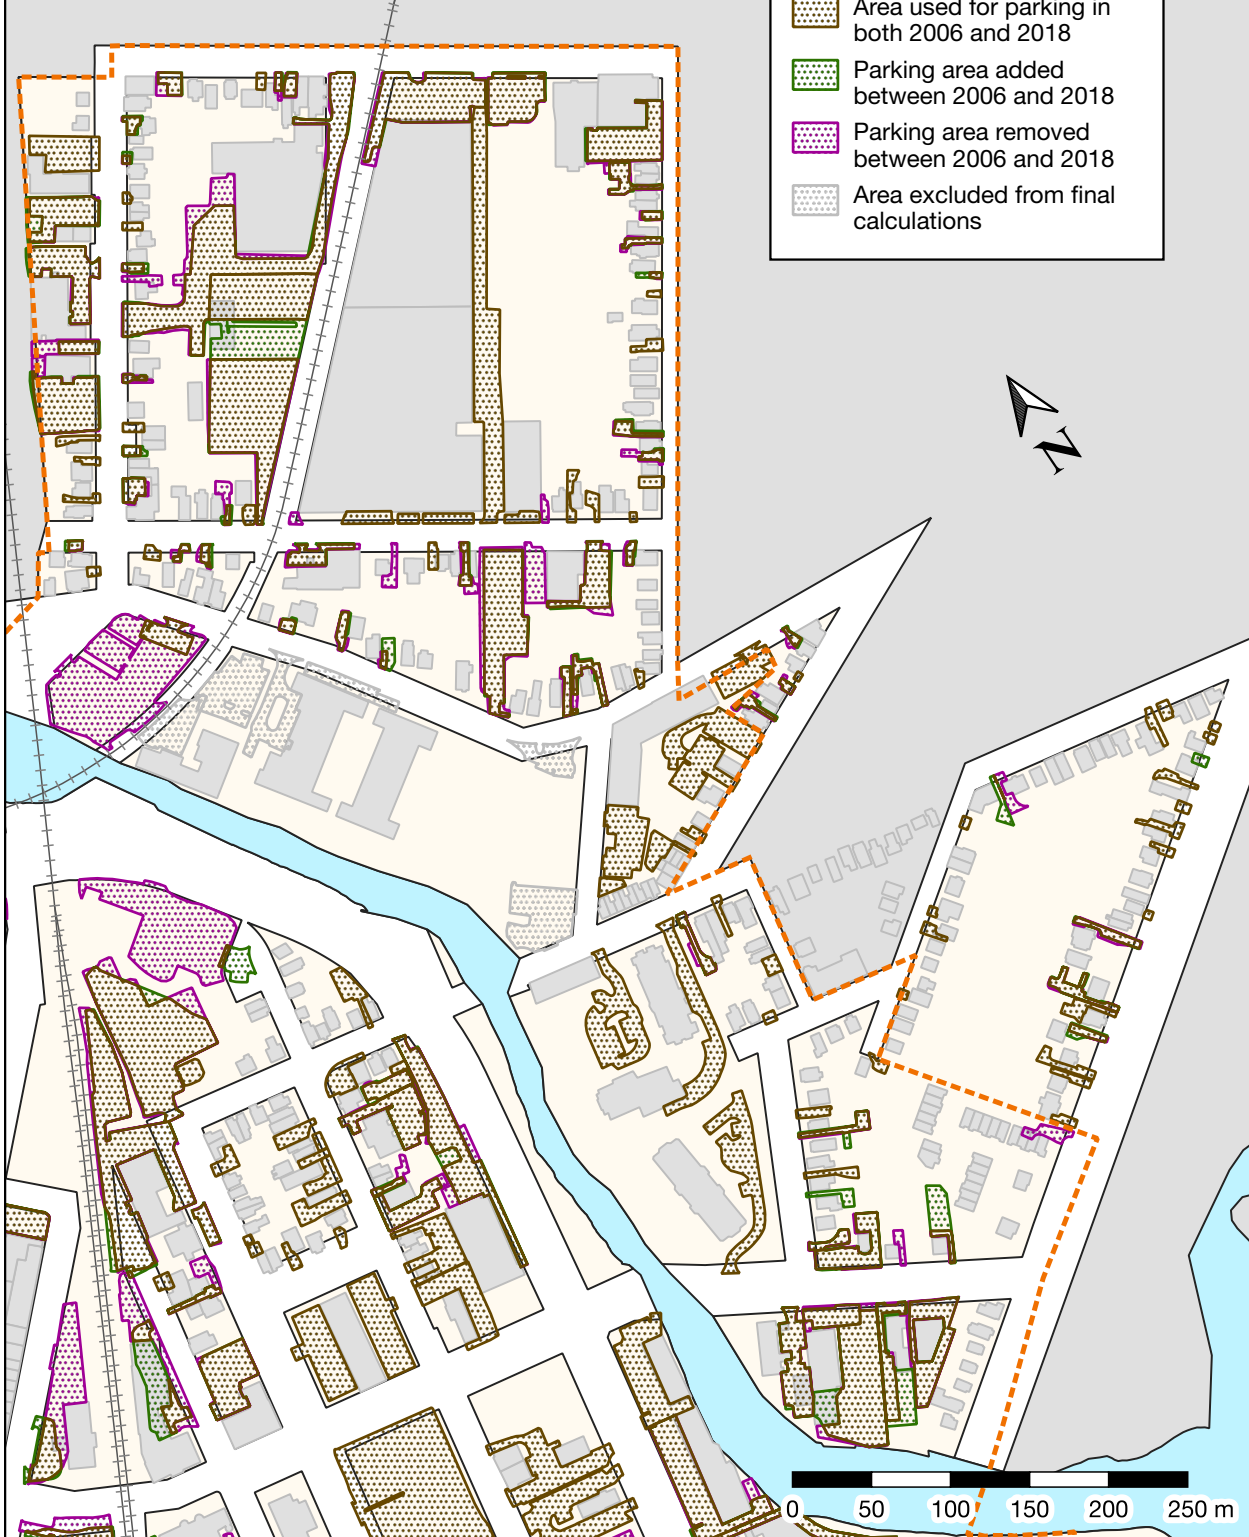 Area used for parking in
both 2006 and 2018
Parking area added
between 2006 and 2018
Parking area removed
between 2006 and 2018
Area excluded from final
calculations
N
0 50 100 150 200 250 m